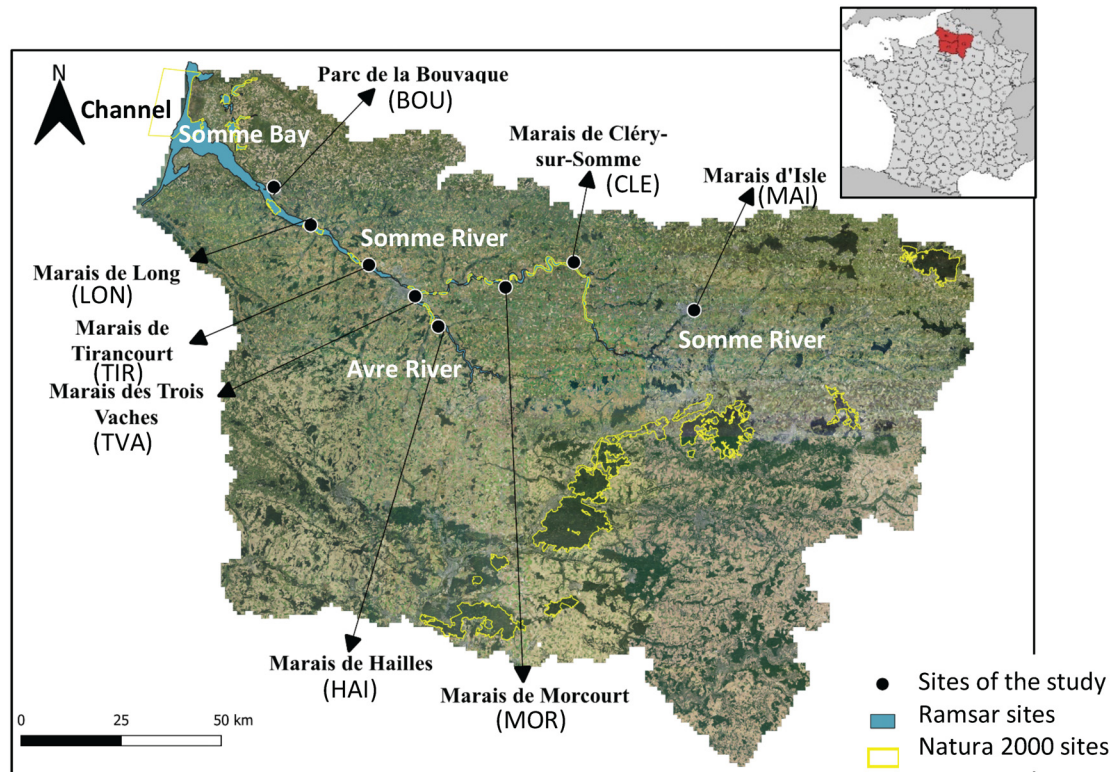 N
Channel
Somme Bay
Parc de la Bouvaque
(BOU)
Marais de Cléry-
sur-Somme
(CLE)
Marais d'Isle
(MAI)
Somme River
Marais de Long
(LON)
Marais de
Tirancourt
(TIR)
Marais des Trois
Vaches
(TVA)
Avre River
Somme River
Marais de Hailles
(HAI)
Marais de Morcourt
(MOR)
0 25 50 km
Sites of the study
Ramsar sites
Natura 2000 sites